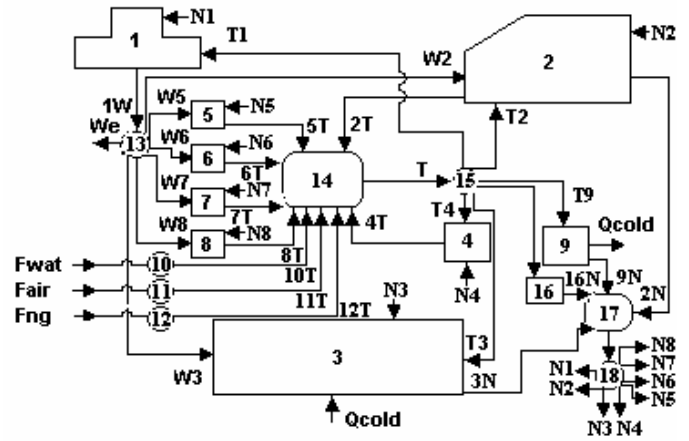 N1
1
T1
W2
N2
2
1W
We
13
W5
5
N5
5T
2T
T2
W6
6
N6
6T
14
T
15
T9
W7
7
N7
7T
T4
4
9
Qcold
W8
8
N8
8T
4T
N4
16
16N
9N
2N
Fwat
10
10T
Fair
11
11T
Fng
12
12T
17
N3
3
T3
3N
W3
Qcold
18
N8
N7
N6
N5
N1
N2
N3
N4